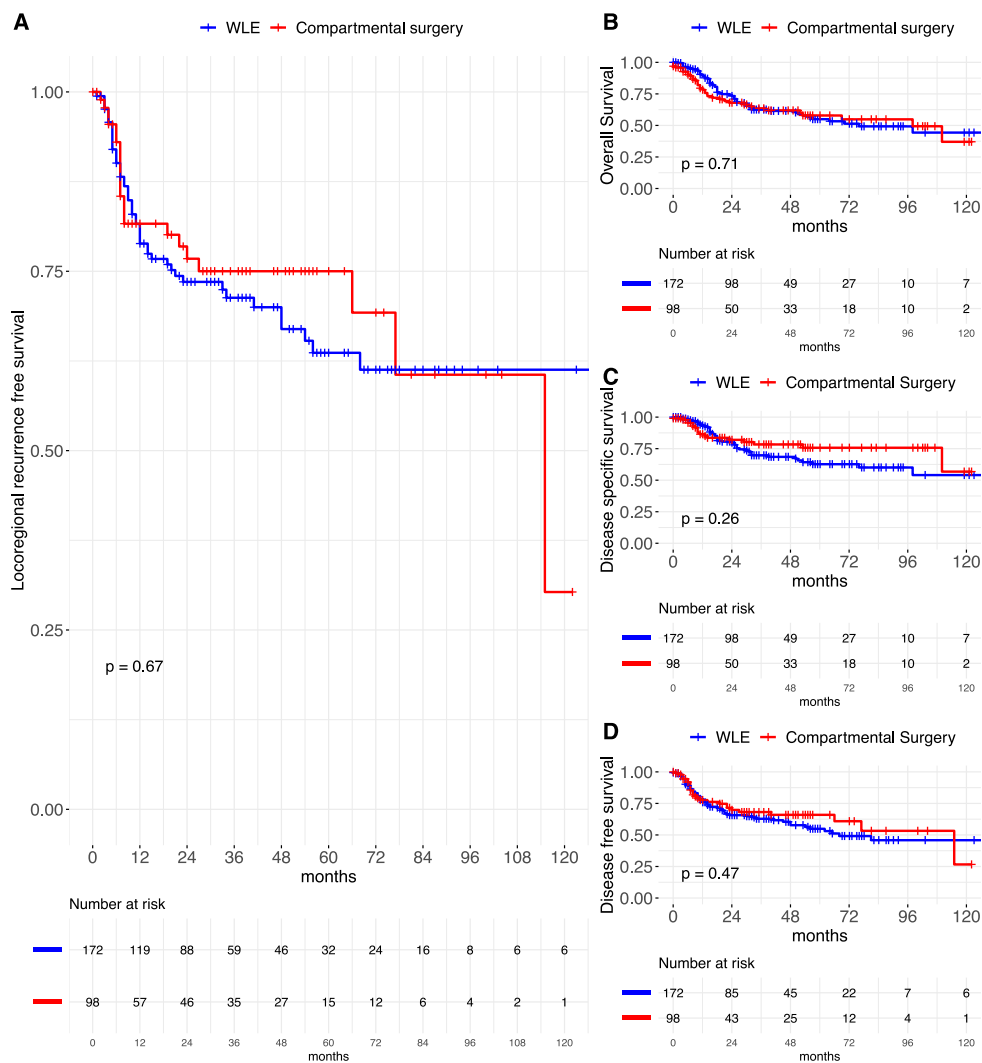 A
WLE Compartmental surgery
Locoregional recurrence free survival
1.00
0.75
0.50
0.25
0.00
p = 0.67
0 12 24 36 48 60 72 84 96 108 120
months
Number at risk
172 119 88 59 46 32 24 16 8 6 6
98 57 46 35 27 15 12 6 4 2 1
0 12 24 36 48 60 72 84 96 108 120
months
B
WLE Compartmental surgery
Overall Survival
1.00
0.75
0.50
0.25
0.00
p = 0.71
0 24 48 72 96 120
months
Number at risk
172 98 49 27 10 7
98 50 33 18 10 2
0 24 48 72 96 120
months
C
WLE Compartmental Surgery
Disease specific survival
1.00
0.75
0.50
0.25
0.00
p = 0.26
0 24 48 72 96 120
months
Number at risk
172 98 49 27 10 7
98 50 33 18 10 2
0 24 48 72 96 120
months
D
WLE Compartmental Surgery
Disease free survival
1.00
0.75
0.50
0.25
0.00
p = 0.47
0 24 48 72 96 120
months
Number at risk
172 85 45 22 7 6
98 43 25 12 4 1
0 24 48 72 96 120
months